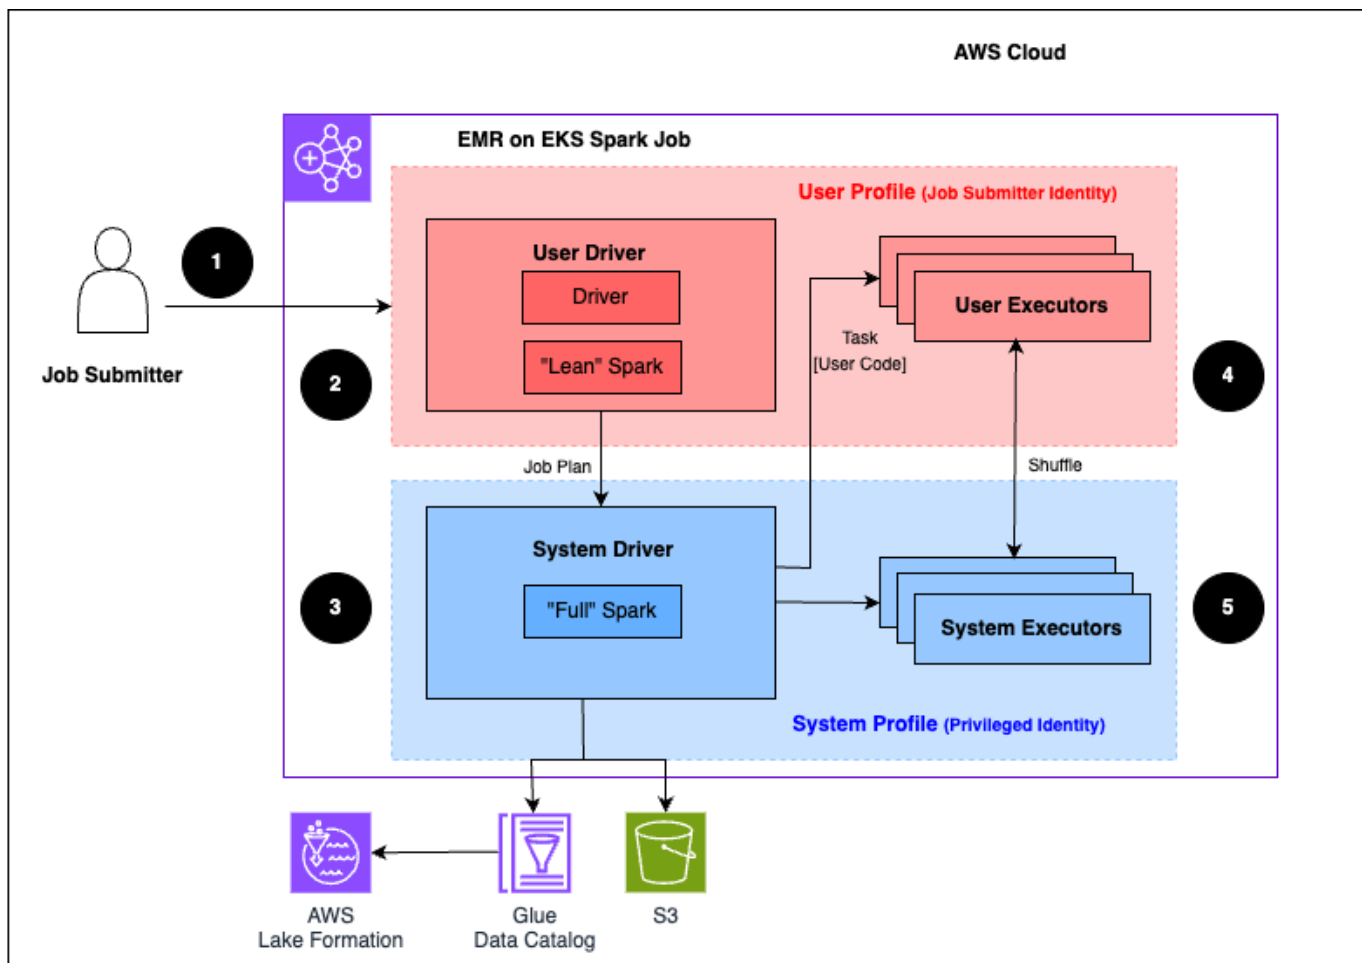 AWS Cloud
EMR on EKS Spark Job
User Profile (Job Submitter Identity)
1
User Driver
Driver
"Lean" Spark
User Executors
Task
[User Code]
Job Submitter
2
4
Job Plan
Shuffle
System Driver
"Full" Spark
3
System Executors
5
System Profile (Privileged Identity)
AWS
Lake Formation
Glue
Data Catalog
S3